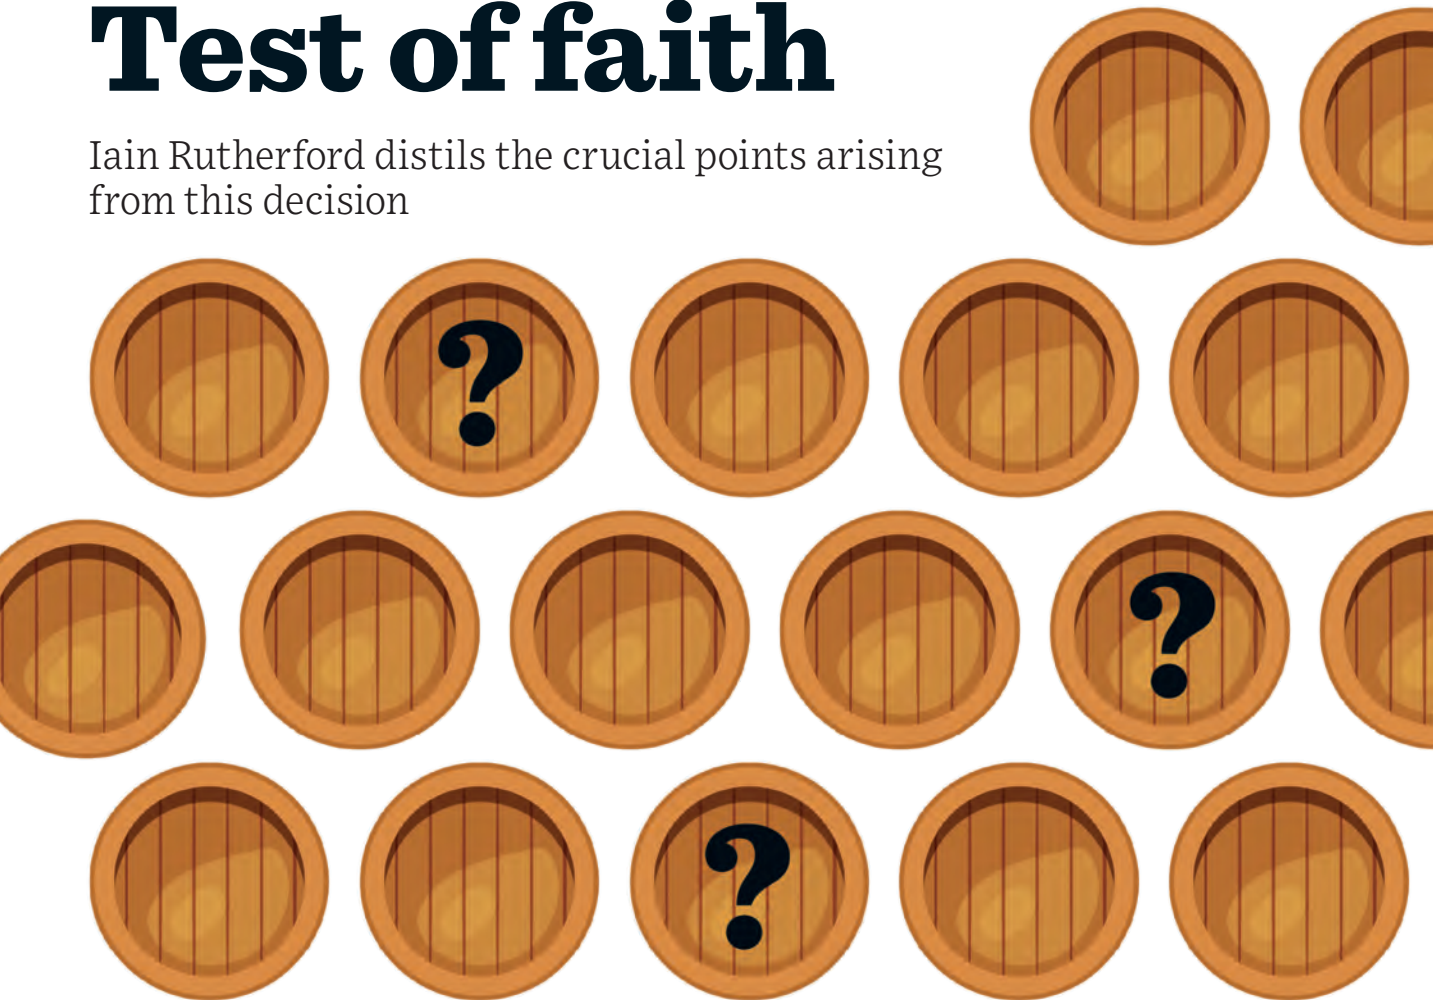 Test of faith
Iain Rutherford distils the crucial points arising
from this decision
?
?
?